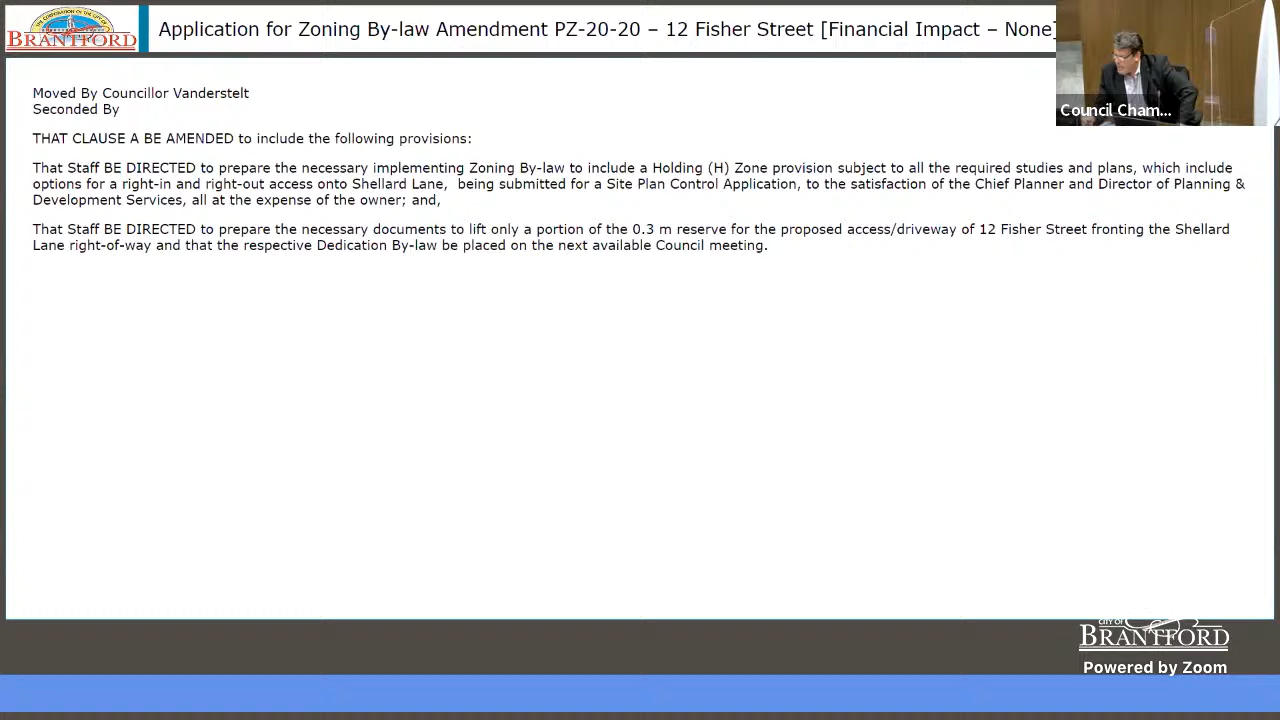 THE CORPORATION OF THE CITY OF
BRANTFORD
Application for Zoning By-law Amendment PZ-20-20 – 12 Fisher Street [Financial Impact – None]
Council Cham...
Moved By Councillor Vanderstelt
Seconded By
THAT CLAUSE A BE AMENDED to include the following provisions:
That Staff BE DIRECTED to prepare the necessary implementing Zoning By-law to include a Holding (H) Zone provision subject to all the required studies and plans, which include
options for a right-in and right-out access onto Shellard Lane, being submitted for a Site Plan Control Application, to the satisfaction of the Chief Planner and Director of Planning &
Development Services, all at the expense of the owner; and,
That Staff BE DIRECTED to prepare the necessary documents to lift only a portion of the 0.3 m reserve for the proposed access/driveway of 12 Fisher Street fronting the Shellard
Lane right-of-way and that the respective Dedication By-law be placed on the next available Council meeting.
CITY OF
BRANTFORD
Powered by Zoom